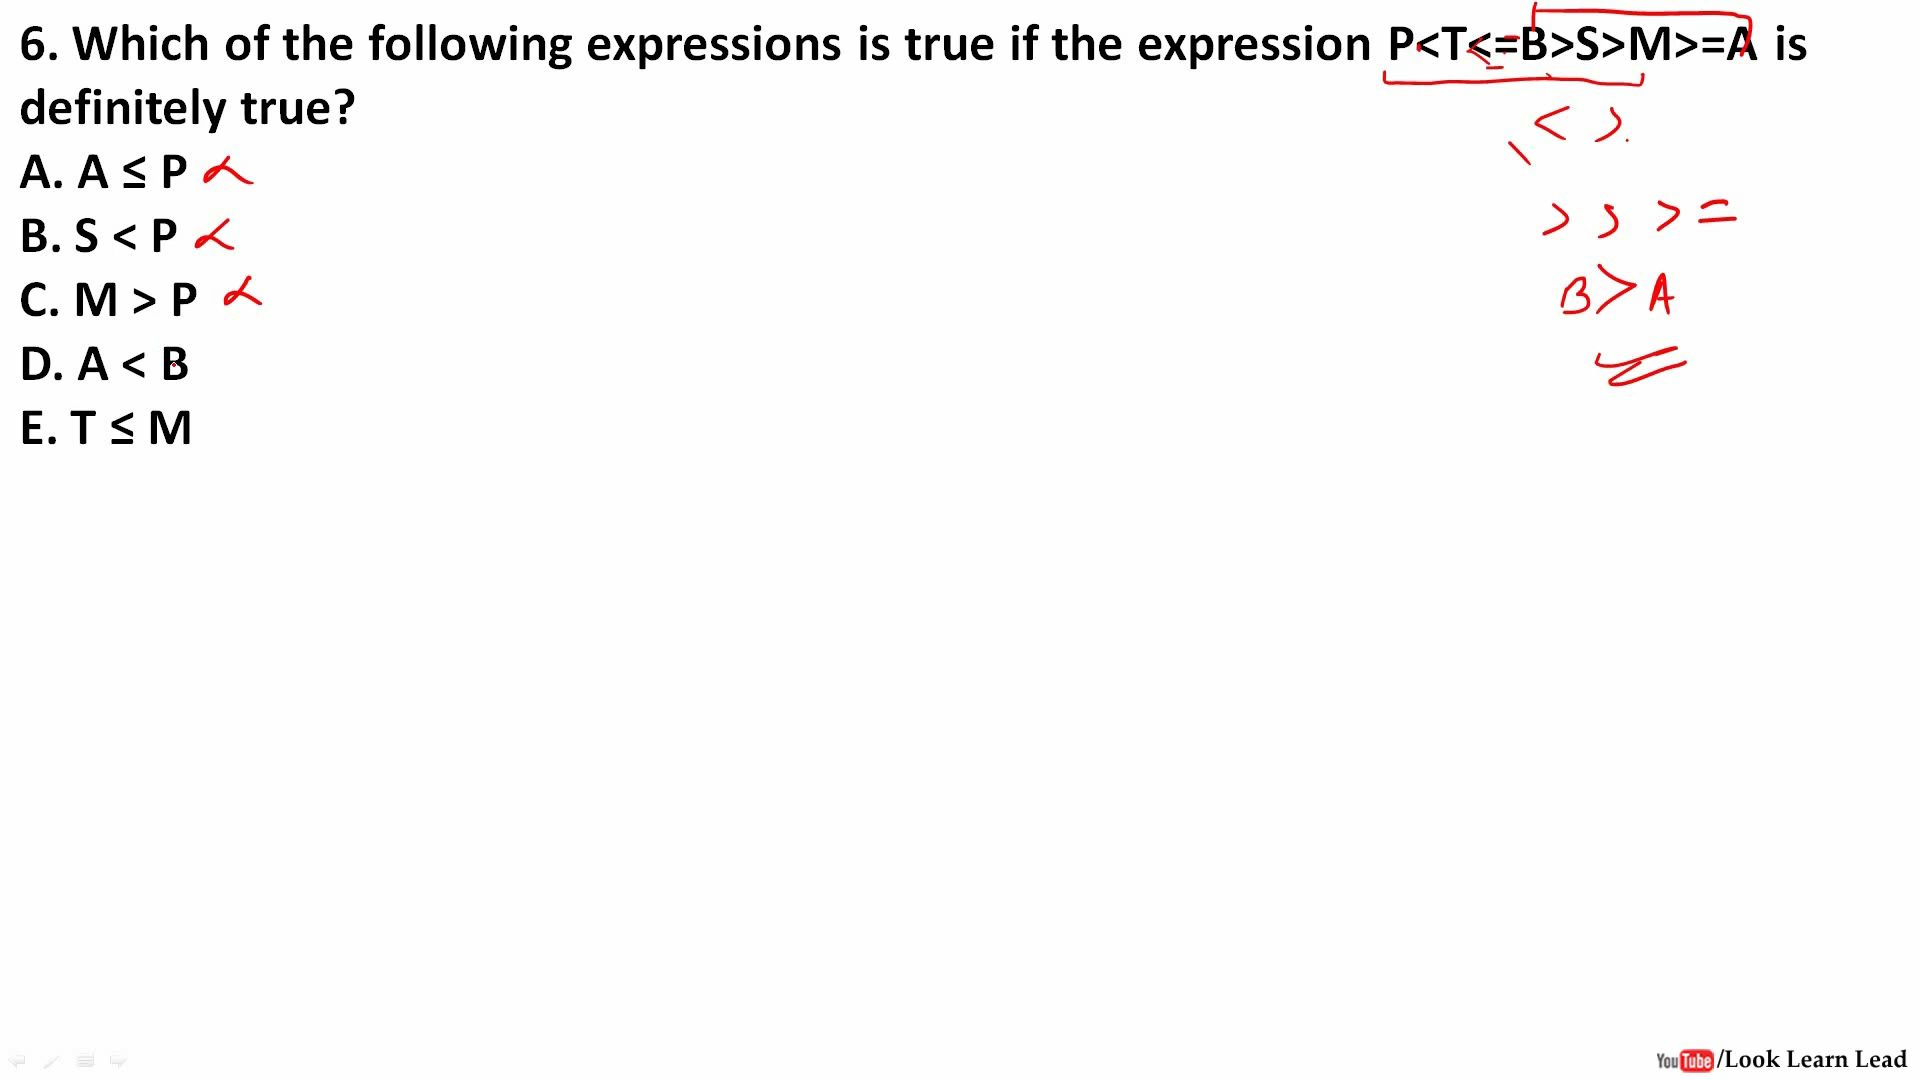 6. Which of the following expressions is true if the expression P<T<=B>S>M>=A is
definitely true?
< >
A. A ≤ P
> > > =
B. S < P
C. M > P
B > A
D. A < B
E. T ≤ M
YouTube /Look Learn Lead